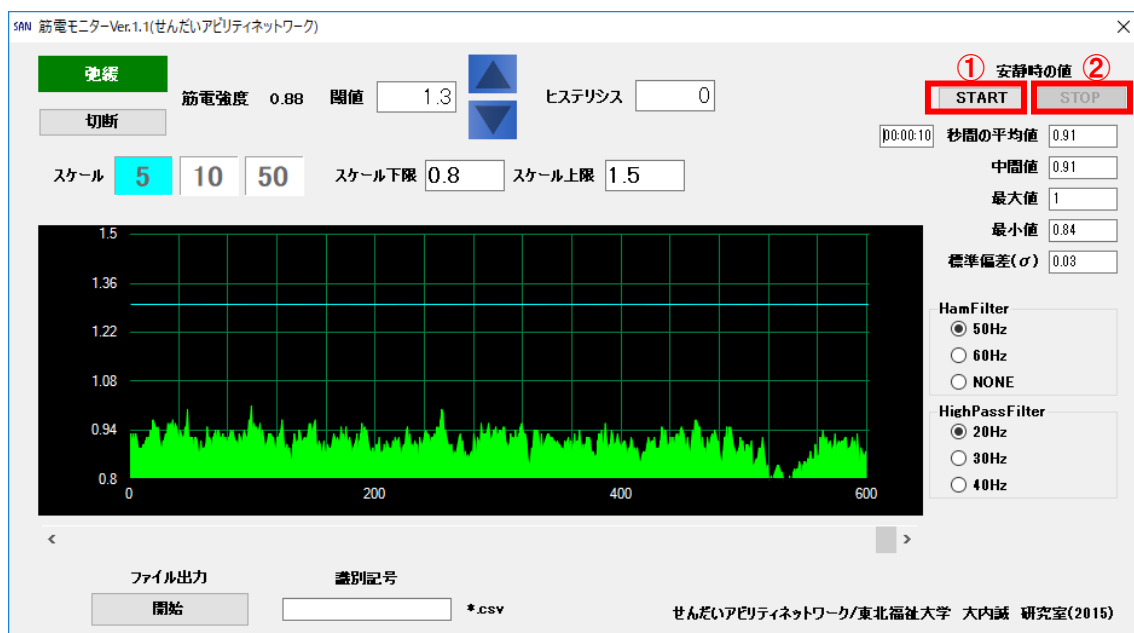 SAN 筋電モニターVer.1.1(せんだいアビリティネットワーク)
弛緩
切断
筋電強度 0.88
閾値 1.3
ヒステリシス 0
① 安静時の値 ②
START STOP
00:00:10 秒間の平均値 0.91
中間値 0.91
最大値 1
最小値 0.84
標準偏差(σ) 0.03
スケール 5 10 50
スケール下限 0.8 スケール上限 1.5
1.5
1.36
1.22
1.08
0.94
0.8
0 200 400 600
HamFilter
50Hz
60Hz
NONE
HighPassFilter
20Hz
30Hz
40Hz
< >
ファイル出力 識別記号
開始 *.csv
せんだいアビリティネットワーク/東北福祉大学 大内誠 研究室(2015)